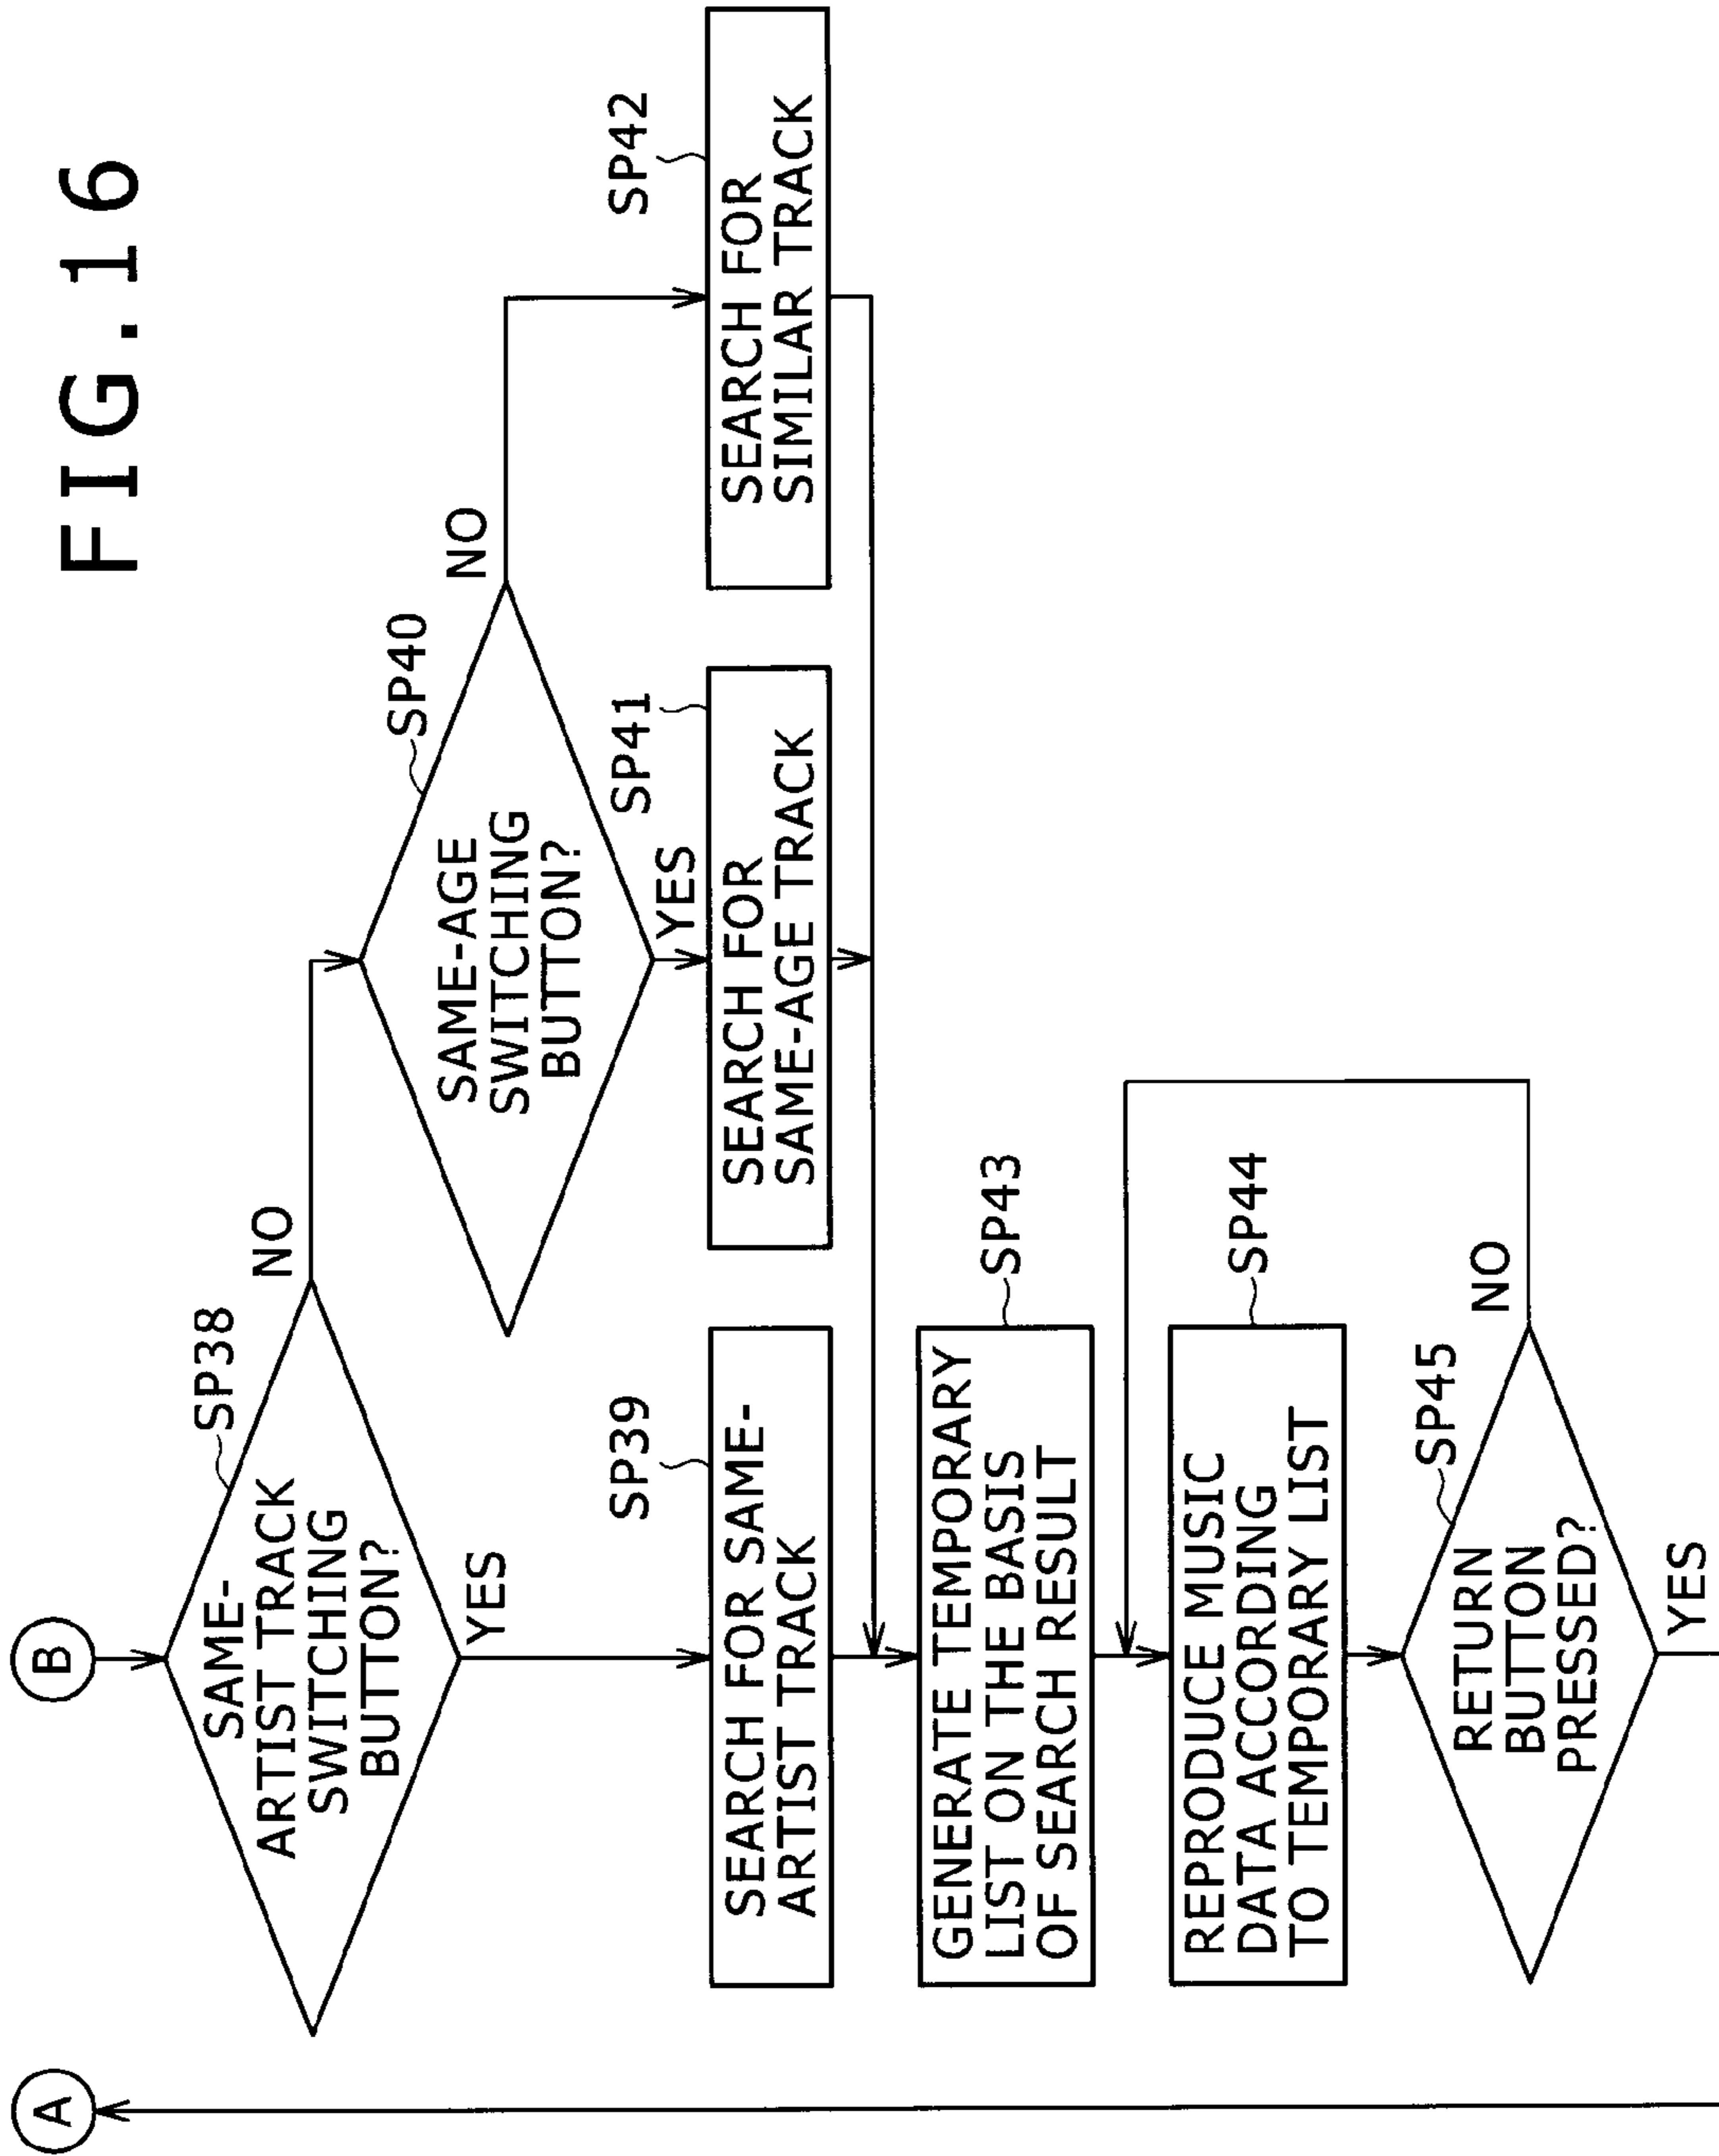 FIG.16
A
B
SP38
SAME-
ARTIST TRACK
SWITCHING
BUTTON?
NO
YES
SP40
SAME-AGE
SWITCHING
BUTTON?
NO
YES
SP39
SEARCH FOR SAME-
ARTIST TRACK
SP41
SEARCH FOR
SAME-AGE TRACK
SP42
SEARCH FOR
SIMILAR TRACK
SP43
GENERATE TEMPORARY
LIST ON THE BASIS
OF SEARCH RESULT
SP44
REPRODUCE MUSIC
DATA ACCORDING
TO TEMPORARY LIST
SP45
RETURN
BUTTON
PRESSED?
NO
YES